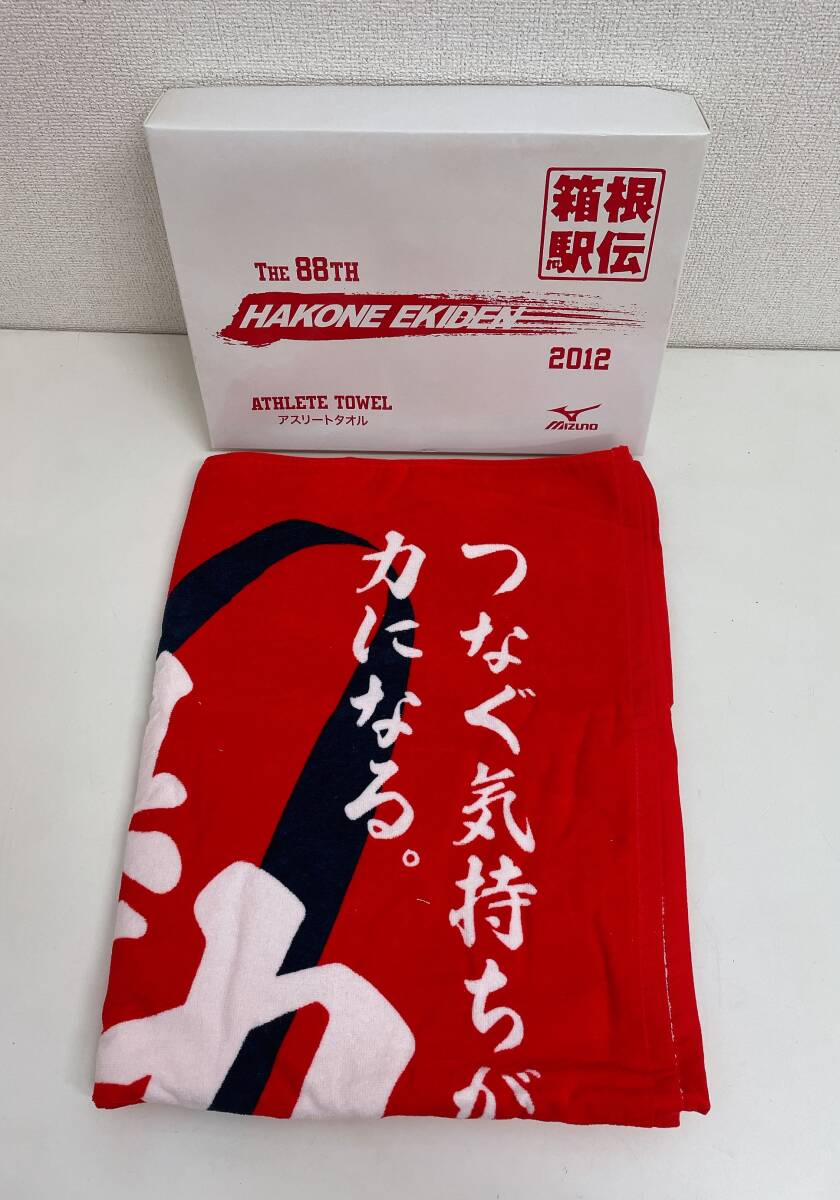 箱根
駅伝
THE 88TH
HAKONE EKIDEN
2012
ATHLETE TOWEL
アスリートタオル
MIZUNO
つなぐ気持ちが
力になる。